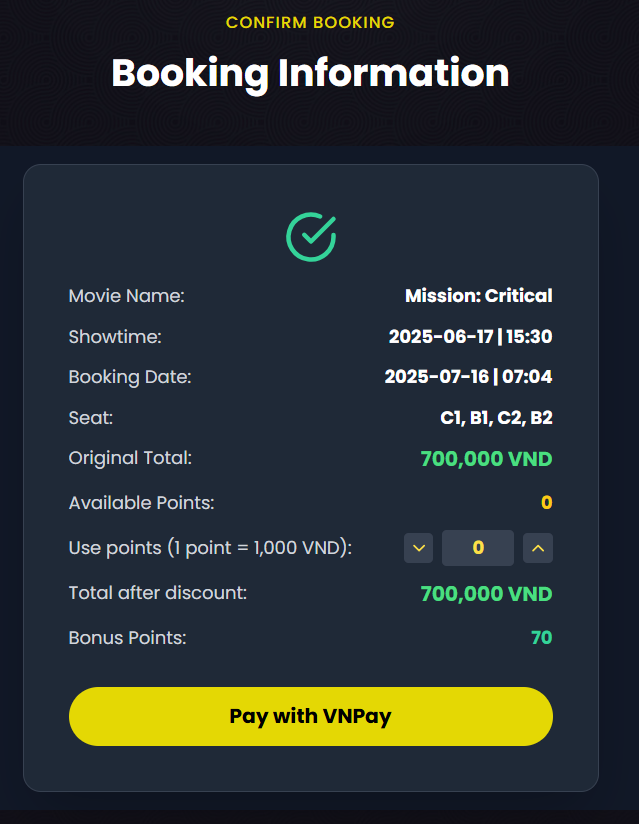 CONFIRM BOOKING
Booking Information
Movie Name: Mission: Critical
Showtime: 2025-06-17 | 15:30
Booking Date: 2025-07-16 | 07:04
Seat: C1, B1, C2, B2
Original Total: 700,000 VND
Available Points: 0
Use points (1 point = 1,000 VND): 0
Total after discount: 700,000 VND
Bonus Points: 70
Pay with VNPay